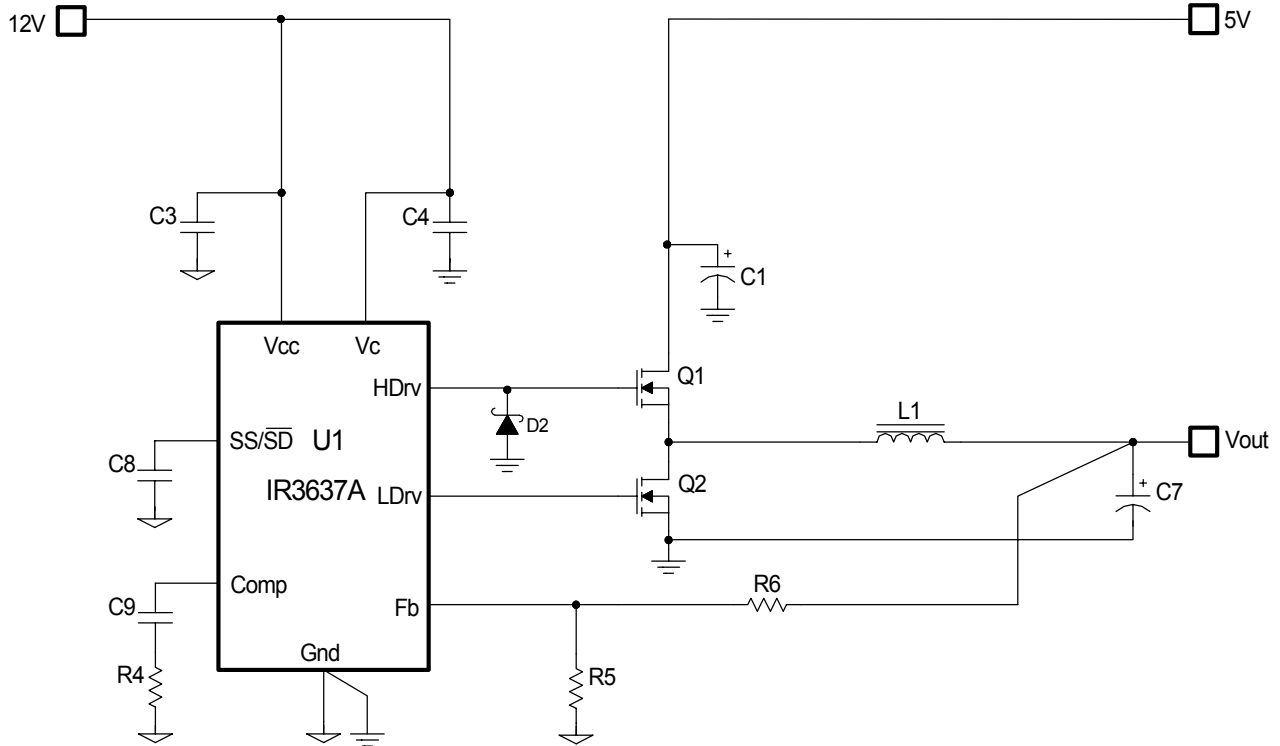 12V
5V
C3
C4
+
C1
Vcc
Vc
HDrv
Q1
D2
L1
SS/S̅D̅
U1
Vout
C8
IR3637A
LDrv
Q2
+
C7
Comp
R6
C9
Fb
Gnd
R4
R5